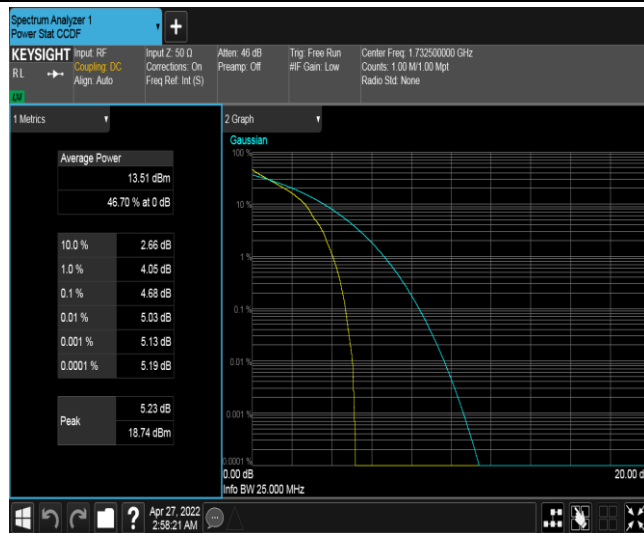 Spectrum Analyzer 1
Power Stat CCDF
+
KEYSIGHT
RL
Input: RF
Coupling: DC
Align: Auto
Input Z: 50 Ω
Corrections: On
Freq Ref: Int (S)
Atten: 46 dB
Preamp: Off
Trig: Free Run
#IF Gain: Low
Center Freq: 1.732500000 GHz
Counts: 1.00 M/1.00 Mpt
Radio Std: None
1 Metrics
Average Power
13.51 dBm
46.70 % at 0 dB
10.0 % 2.66 dB
1.0 % 4.05 dB
0.1 % 4.68 dB
0.01 % 5.03 dB
0.001 % 5.13 dB
0.0001 % 5.19 dB
Peak
5.23 dB
18.74 dBm
2 Graph
Gaussian
100 %
10 %
1 %
0.1 %
0.01 %
0.001 %
0.0001 %
0.00 dB 20.00 d
Info BW 25.000 MHz
?
Apr 27, 2022
2:58:21 AM